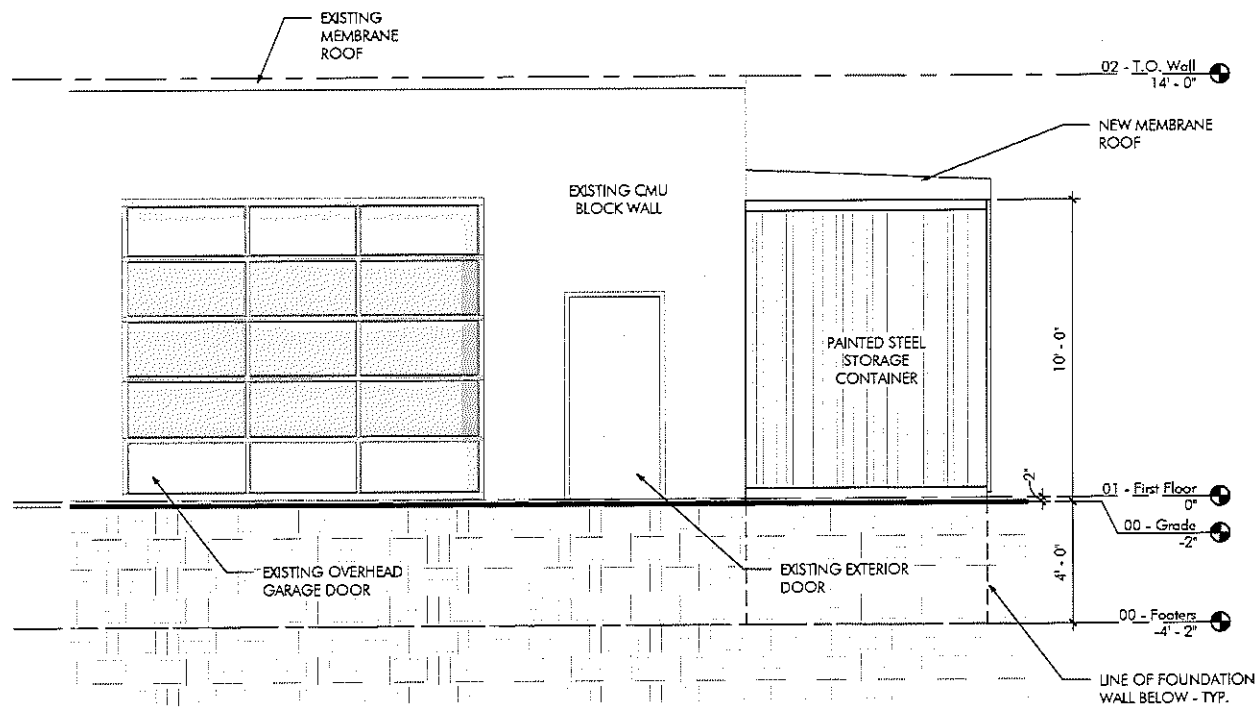 EXISTING
MEMBRANE
ROOF
02 - T.O. Wall
14' - 0"
NEW MEMBRANE
ROOF
EXISTING CMU
BLOCK WALL
PAINTED STEEL
STORAGE
CONTAINER
10' - 0"
2"
01 - First Floor
0"
00 - Grade
-2"
4' - 0"
EXISTING OVERHEAD
GARAGE DOOR
EXISTING EXTERIOR
DOOR
00 - Footers
-4' - 2"
LINE OF FOUNDATION
WALL BELOW - TYP.